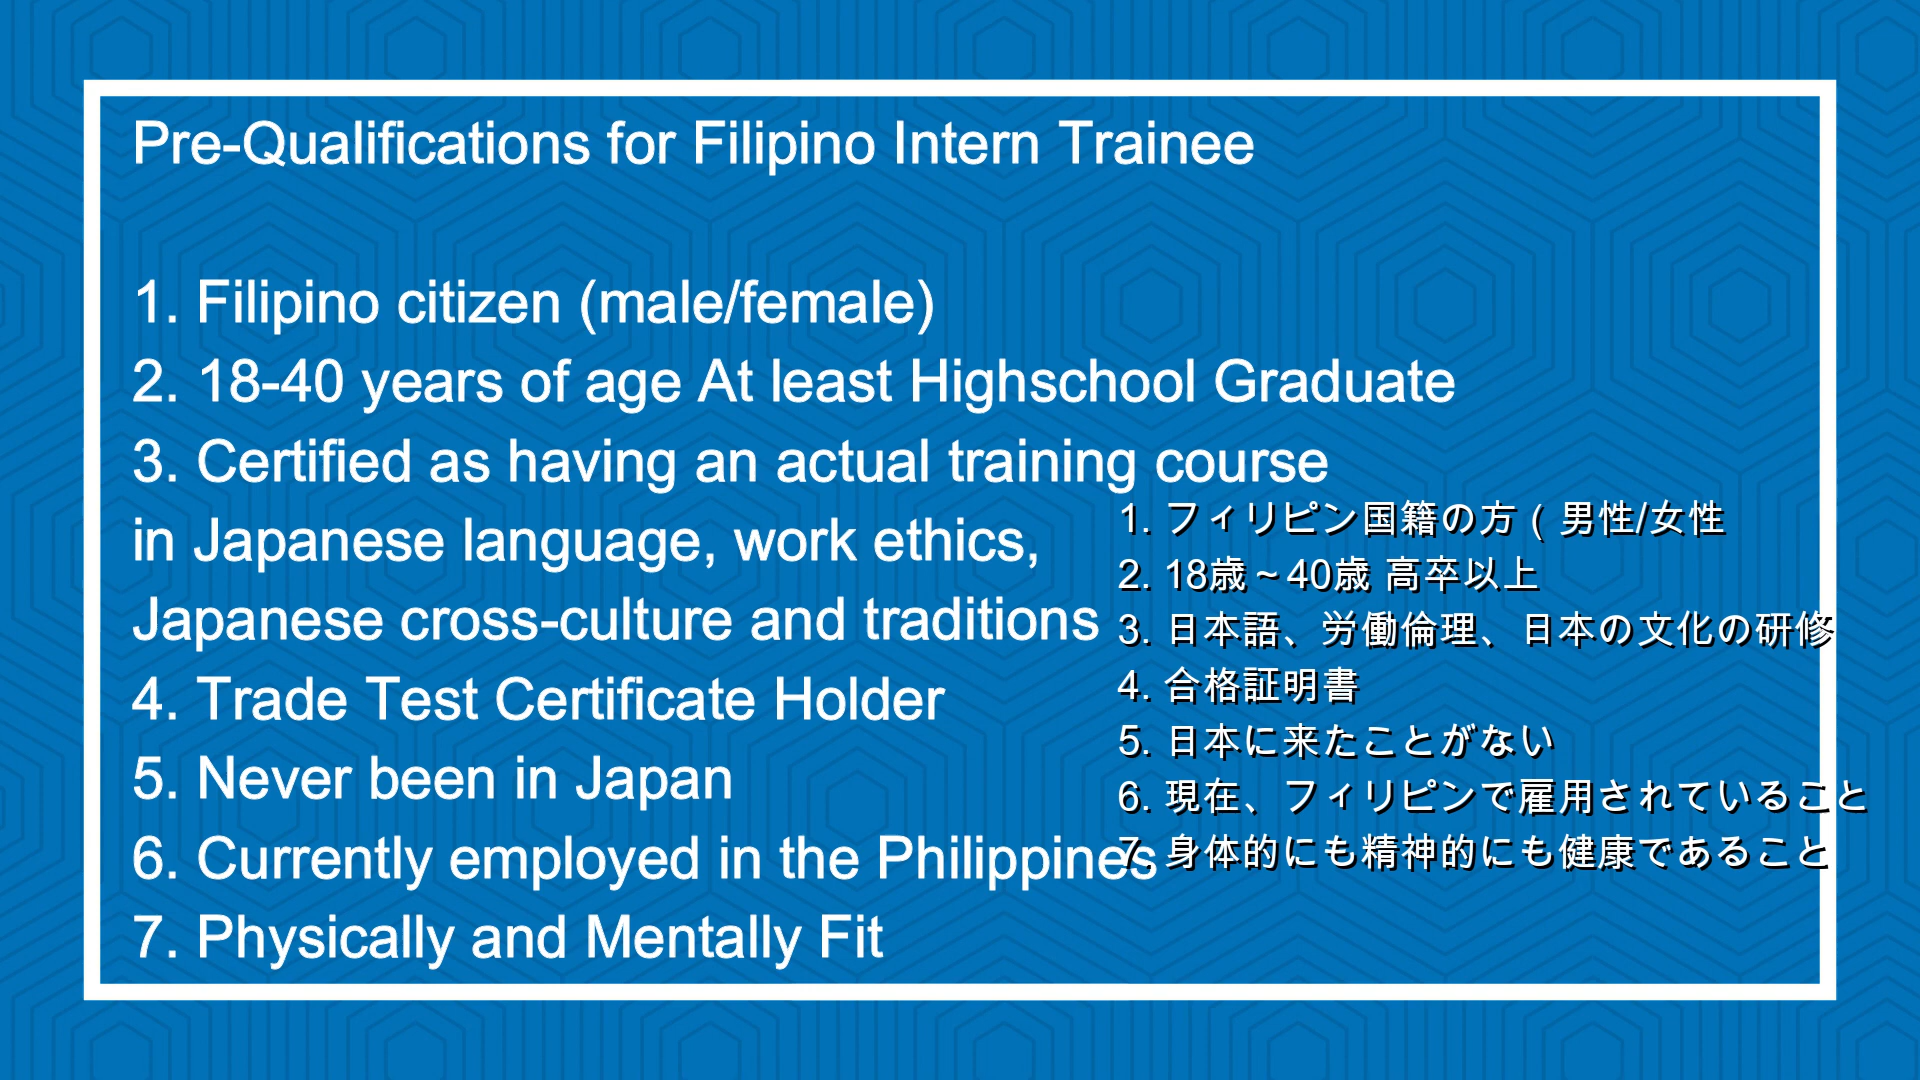 Pre-Qualifications for Filipino Intern Trainee
1. Filipino citizen (male/female)
2. 18-40 years of age At least Highschool Graduate
3. Certified as having an actual training course
in Japanese language, work ethics,
Japanese cross-culture and traditions
4. Trade Test Certificate Holder
5. Never been in Japan
6. Currently employed in the Philippines
7. Physically and Mentally Fit
1. フィリピン国籍の方（男性/女性
2. 18歳～40歳 高卒以上
3. 日本語、労働倫理、日本の文化の研修
4. 合格証明書
5. 日本に来たことがない
6. 現在、フィリピンで雇用されていること
7. 身体的にも精神的にも健康であること